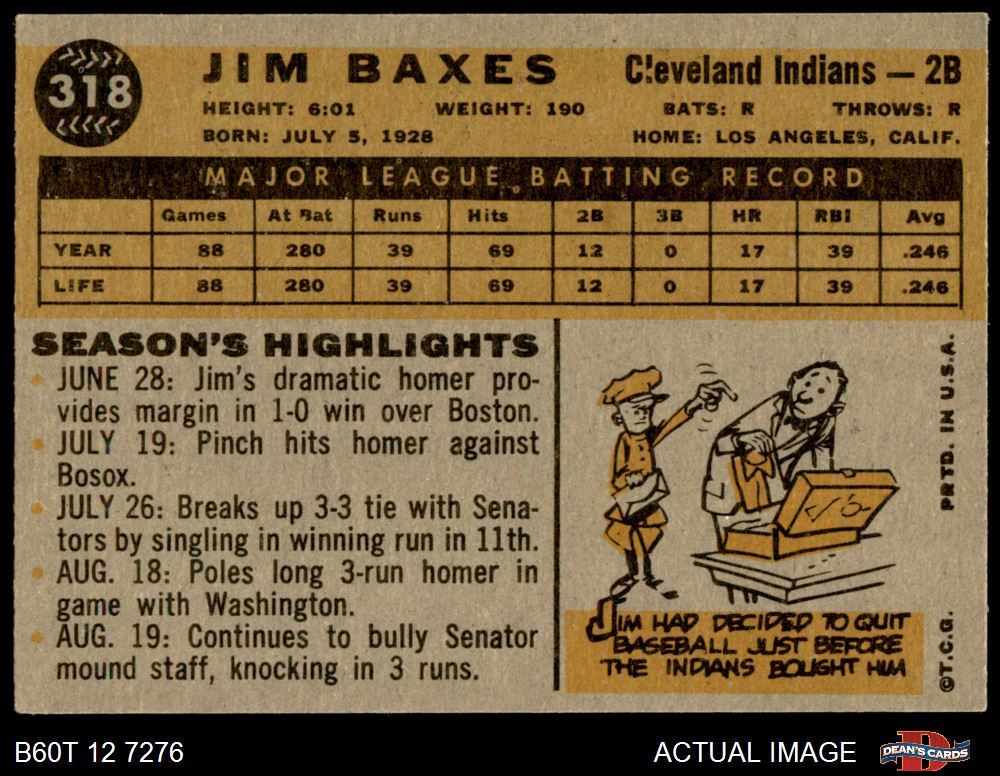 318
JIM BAXES
Cleveland Indians — 2B
HEIGHT: 6:01 WEIGHT: 190 BATS: R THROWS: R
BORN: JULY 5, 1928 HOME: LOS ANGELES, CALIF.
MAJOR LEAGUE BATTING RECORD
Games At Bat Runs Hits 2B 3B HR RBI Avg
YEAR 88 280 39 69 12 0 17 39 .246
LIFE 88 280 39 69 12 0 17 39 .246
SEASON'S HIGHLIGHTS
• JUNE 28: Jim's dramatic homer pro-
vides margin in 1-0 win over Boston.
• JULY 19: Pinch hits homer against
Bosox.
• JULY 26: Breaks up 3-3 tie with Sena-
tors by singling in winning run in 11th.
• AUG. 18: Poles long 3-run homer in
game with Washington.
• AUG. 19: Continues to bully Senator
mound staff, knocking in 3 runs.
JIM HAD DECIDED TO QUIT
BASEBALL JUST BEFORE
THE INDIANS BOUGHT HIM
©T.C.G. PRTD. IN U.S.A.
B60T 12 7276
ACTUAL IMAGE
DEAN'S CARDS